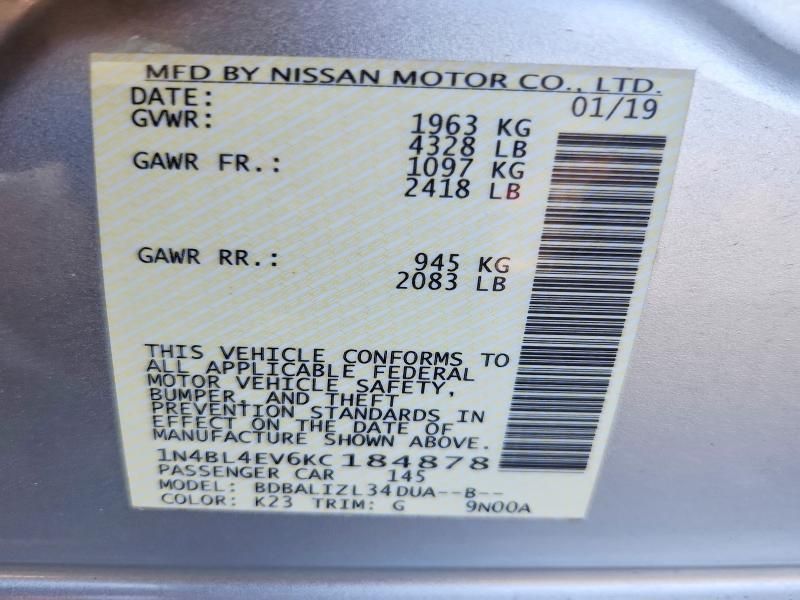 MFD BY NISSAN MOTOR CO., LTD.
DATE: 01/19
GVWR: 1963 KG
4328 LB
GAWR FR.: 1097 KG
2418 LB
GAWR RR.: 945 KG
2083 LB
THIS VEHICLE CONFORMS TO
ALL APPLICABLE FEDERAL
MOTOR VEHICLE SAFETY,
BUMPER, AND THEFT
PREVENTION STANDARDS IN
EFFECT ON THE DATE OF
MANUFACTURE SHOWN ABOVE.
1N4BL4EV6KC184878
PASSENGER CAR 145
MODEL: BDBALIZL34DUA--B--
COLOR: K23 TRIM: G 9N00A